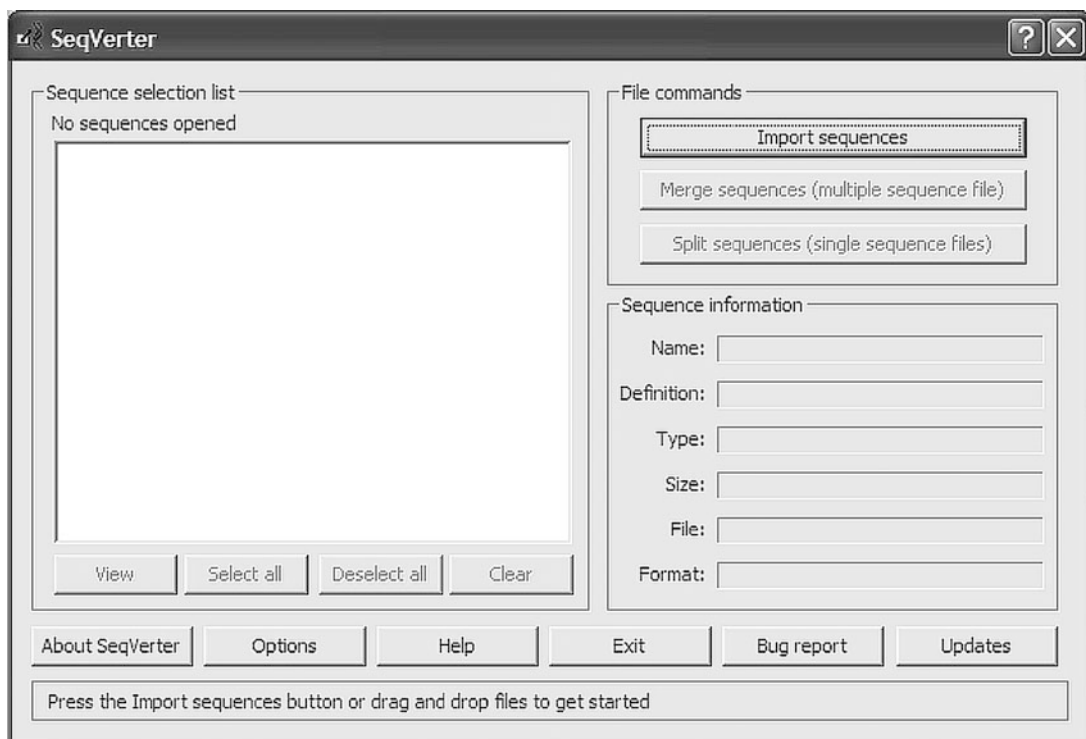 SeqVerter
Sequence selection list
No sequences opened
View
Select all
Deselect all
Clear
File commands
Import sequences
Merge sequences (multiple sequence file)
Split sequences (single sequence files)
Sequence information
Name:
Definition:
Type:
Size:
File:
Format:
About SeqVerter
Options
Help
Exit
Bug report
Updates
Press the Import sequences button or drag and drop files to get started